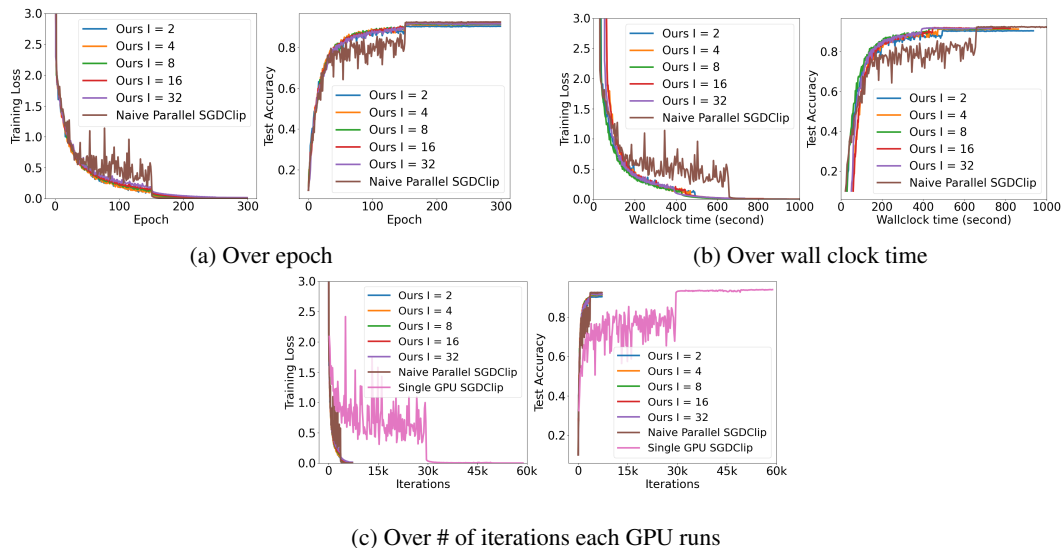 3.0
2.5
2.0
1.5
1.0
0.5
0.0
Training Loss
Ours I = 2
Ours I = 4
Ours I = 8
Ours I = 16
Ours I = 32
Naive Parallel SGDClip
0 100 200 300
Epoch
0.8
0.6
0.4
0.2
Test Accuracy
Ours I = 2
Ours I = 4
Ours I = 8
Ours I = 16
Ours I = 32
Naive Parallel SGDClip
0 100 200 300
Epoch
(a) Over epoch
3.0
2.5
2.0
1.5
1.0
0.5
0.0
Training Loss
Ours I = 2
Ours I = 4
Ours I = 8
Ours I = 16
Ours I = 32
Naive Parallel SGDClip
0 200 400 600 800 1000
Wallclock time (second)
0.8
0.6
0.4
0.2
Test Accuracy
Ours I = 2
Ours I = 4
Ours I = 8
Ours I = 16
Ours I = 32
Naive Parallel SGDClip
0 200 400 600 800 1000
Wallclock time (second)
(b) Over wall clock time
3.0
2.5
2.0
1.5
1.0
0.5
0.0
Training Loss
Ours I = 2
Ours I = 4
Ours I = 8
Ours I = 16
Ours I = 32
Naive Parallel SGDClip
Single GPU SGDClip
0 15k 30k 45k 60k
Iterations
0.8
0.6
0.4
0.2
Test Accuracy
Ours I = 2
Ours I = 4
Ours I = 8
Ours I = 16
Ours I = 32
Naive Parallel SGDClip
Single GPU SGDClip
0 15k 30k 45k 60k
Iterations
(c) Over # of iterations each GPU runs